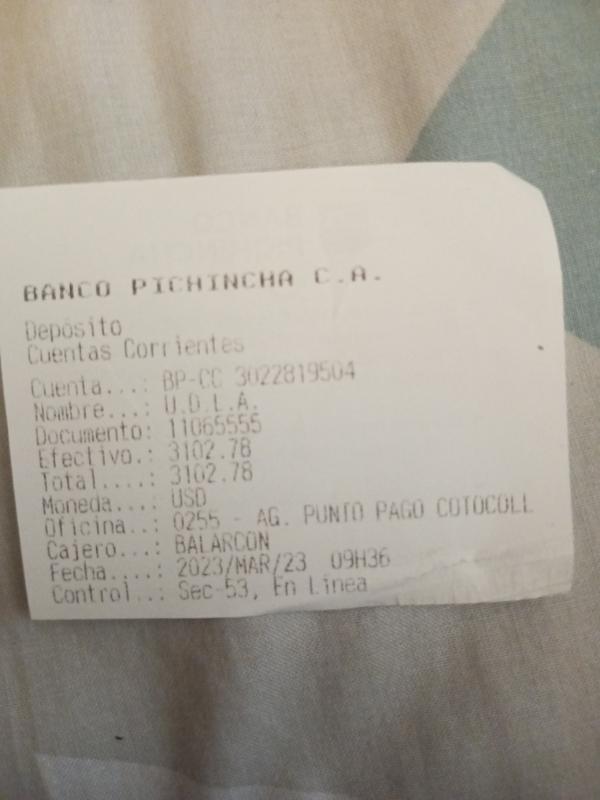 BANCO PICHINCHA C.A.
Depósito
Cuentas Corrientes
Cuenta...: BP-CC 3022819504
Nombre...: U.D.L.A.
Documento: 11065555
Efectivo.: 3102.78
Total....: 3102.78
Moneda...: USD
Oficina..: 0255 - AG. PUNTO PAGO COTOCOLL
Cajero...: BALARCON
Fecha....: 2023/MAR/23 09H36
Control..: Sec-53, En Linea